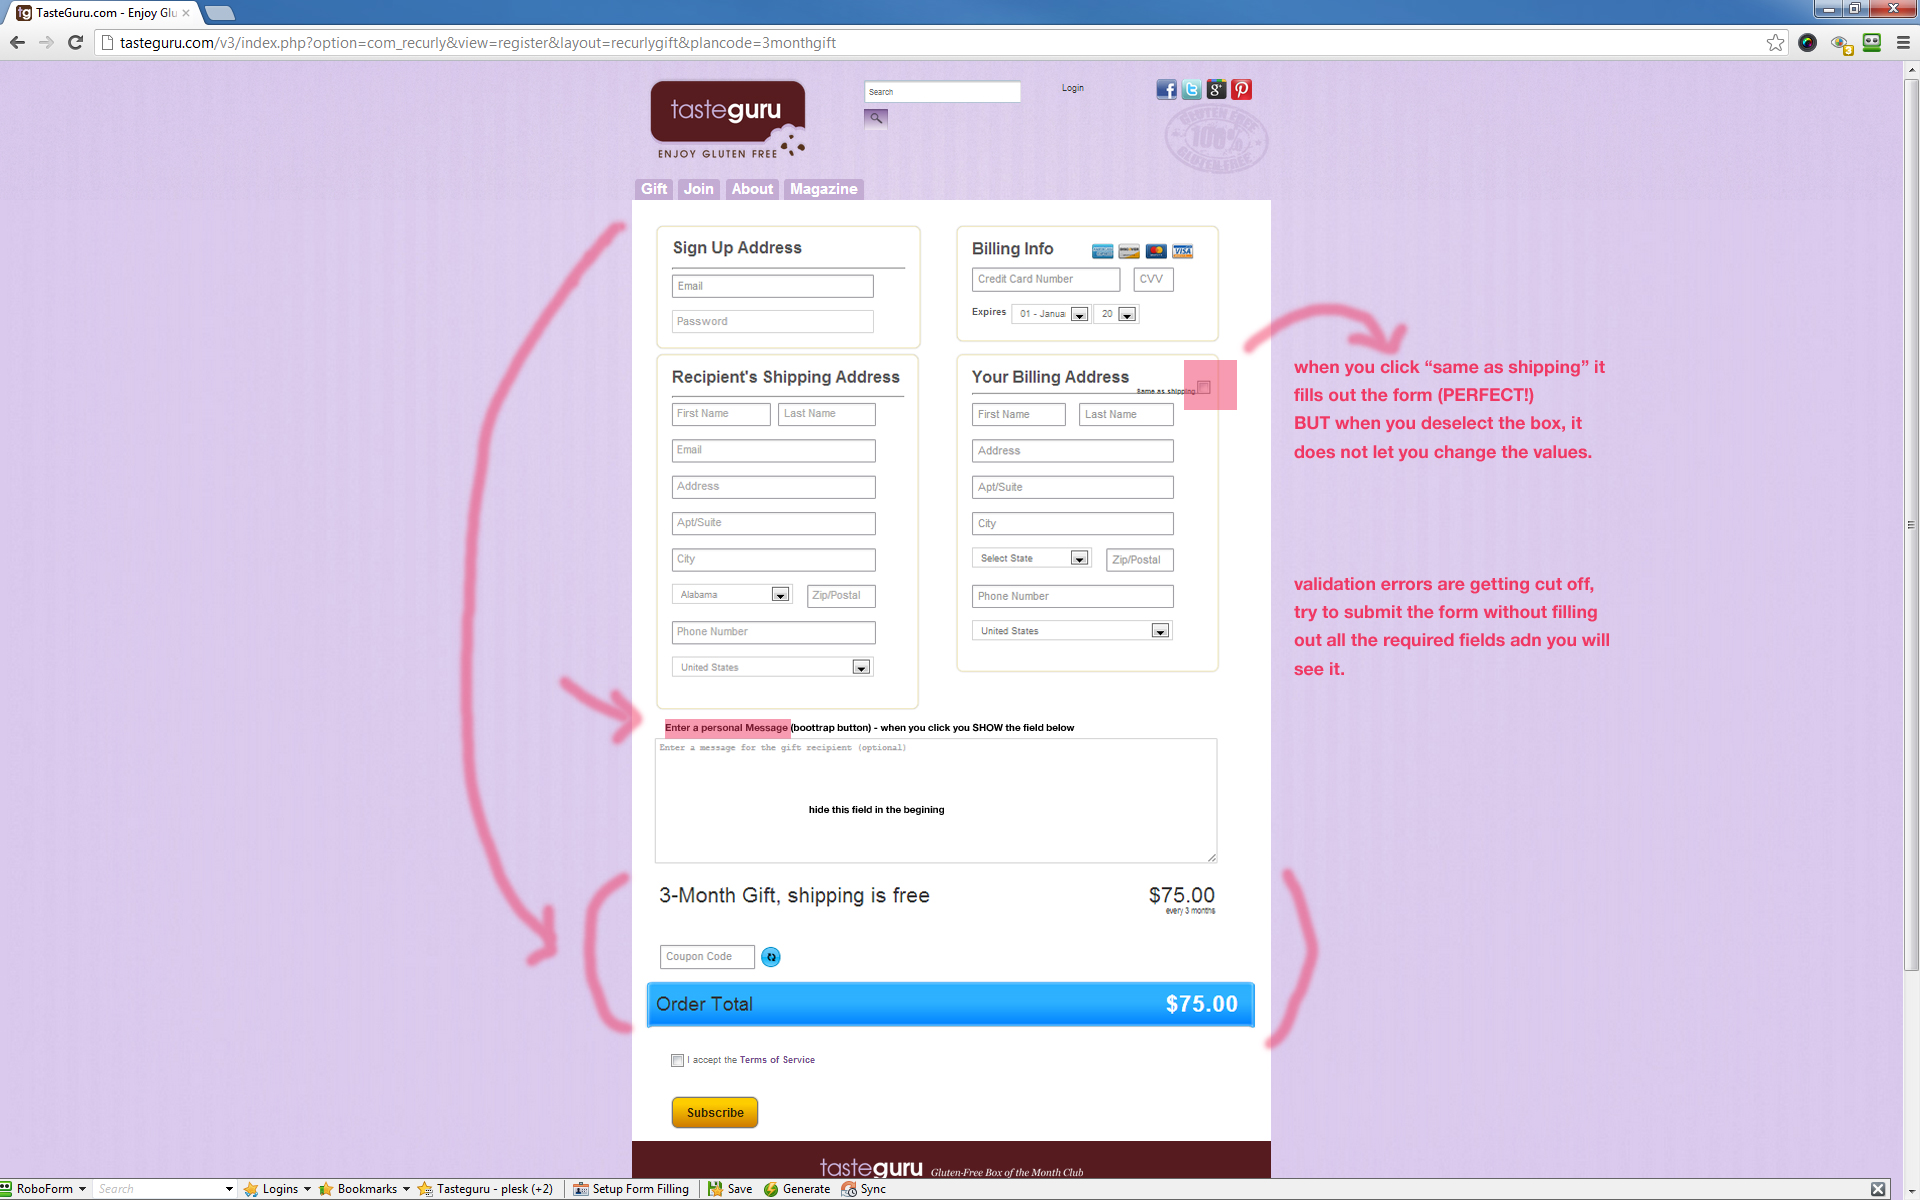 TasteGuru.com - Enjoy Glu
tasteguru.com/v3/index.php?option=com_recurly&view=register&layout=recurlygift&plancode=3monthgift
3
tasteguru
ENJOY GLUTEN FREE
Search
Login
GLUTEN FREE
100%
GLUTEN-FREE
Gift Join About Magazine
Sign Up Address
Email
Password
Billing Info
VISA
Credit Card Number CVV
Expires 01 - Janua 20
Recipient's Shipping Address
First Name Last Name
Email
Address
Apt/Suite
City
Alabama Zip/Postal
Phone Number
United States
Your Billing Address
Same as shipping
First Name Last Name
Address
Apt/Suite
City
Select State Zip/Postal
Phone Number
United States
when you click “same as shipping” it
fills out the form (PERFECT!)
BUT when you deselect the box, it
does not let you change the values.
validation errors are getting cut off,
try to submit the form without filling
out all the required fields adn you will
see it.
Enter a personal Message (boottrap button) - when you click you SHOW the field below
Enter a message for the gift recipient (optional)
hide this field in the begining
3-Month Gift, shipping is free $75.00
every 3 months
Coupon Code
Order Total $75.00
I accept the Terms of Service
Subscribe
tasteguru Gluten-Free Box of the Month Club
RoboForm Search Logins Bookmarks Tasteguru - plesk (+2) Setup Form Filling Save Generate Sync